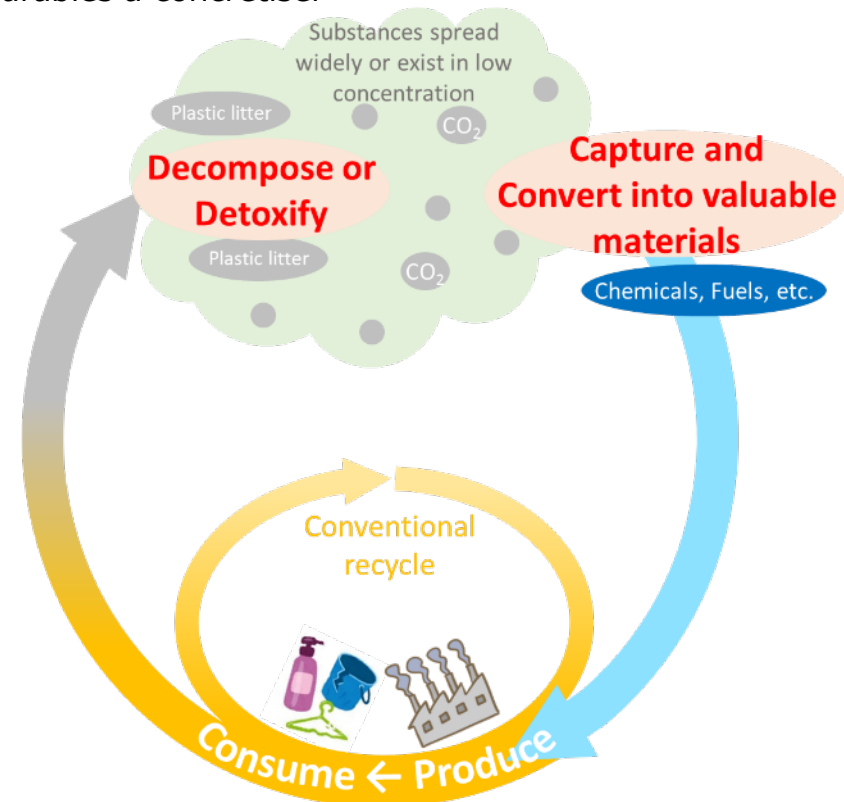 Substances spread
widely or exist in low
concentration
Plastic litter
CO₂
Decompose or
Detoxify
Capture and
Convert into valuable
materials
Plastic litter
CO₂
Chemicals, Fuels, etc.
Conventional
recycle
Consume ← Produce